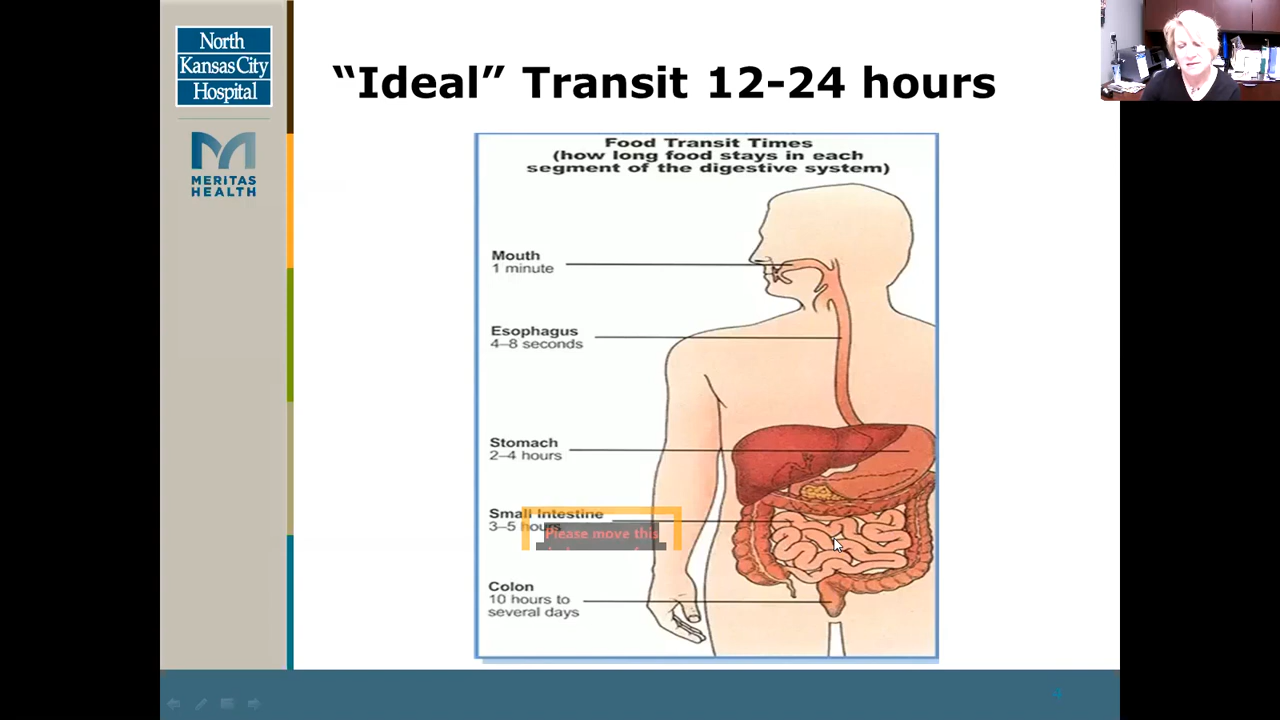 North
Kansas City
Hospital
MERITAS
HEALTH
“Ideal” Transit 12-24 hours
Food Transit Times
(how long food stays in each
segment of the digestive system)
Mouth
1 minute
Esophagus
4–8 seconds
Stomach
2–4 hours
Small Intestine
3–5 hours
Please move this
Colon
10 hours to
several days
4